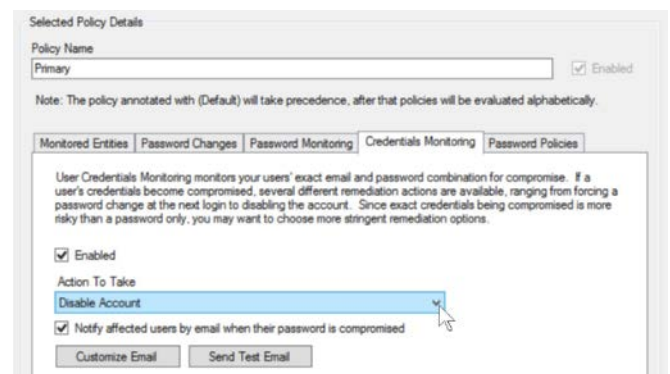 Selected Policy Details
Policy Name
Primary
Enabled
Note: The policy annotated with (Default) will take precedence, after that policies will be evaluated alphabetically.
Monitored Entities Password Changes Password Monitoring Credentials Monitoring Password Policies
User Credentials Monitoring monitors your users' exact email and password combination for compromise. If a
user's credentials become compromised, several different remediation actions are available, ranging from forcing a
password change at the next login to disabling the account. Since exact credentials being compromised is more
risky than a password only, you may want to choose more stringent remediation options.
Enabled
Action To Take
Disable Account
Notify affected users by email when their password is compromised
Customize Email Send Test Email